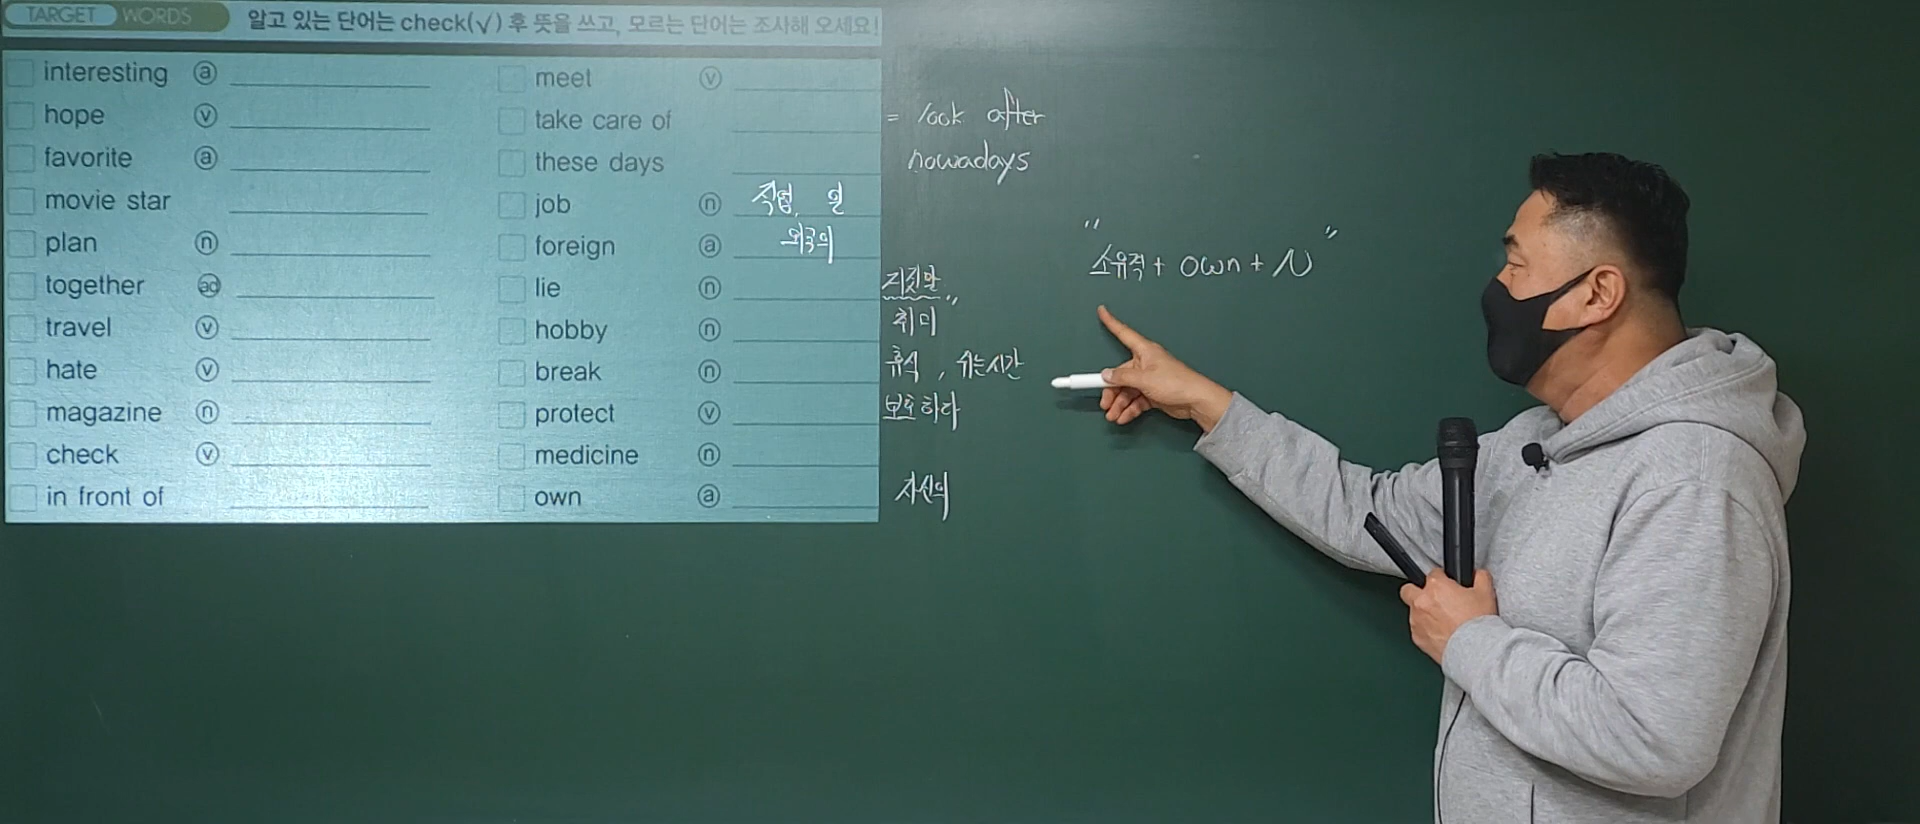 TARGET WORDS 알고 있는 단어는 check(√) 후 뜻을 쓰고, 모르는 단어는 조사해 오세요!
interesting ⓐ
hope ⓥ
favorite ⓐ
movie star
plan ⓝ
together ad
travel ⓥ
hate ⓥ
magazine ⓝ
check ⓥ
in front of
meet ⓥ
take care of = look after
these days nowadays
job ⓝ 직업, 일
foreign ⓐ 외국의
lie ⓝ 거짓말
hobby ⓝ 취미
break ⓝ 휴식, 쉬는시간
protect ⓥ 보호하다
medicine ⓝ
own ⓐ 자신의
"소유격 + own + N"